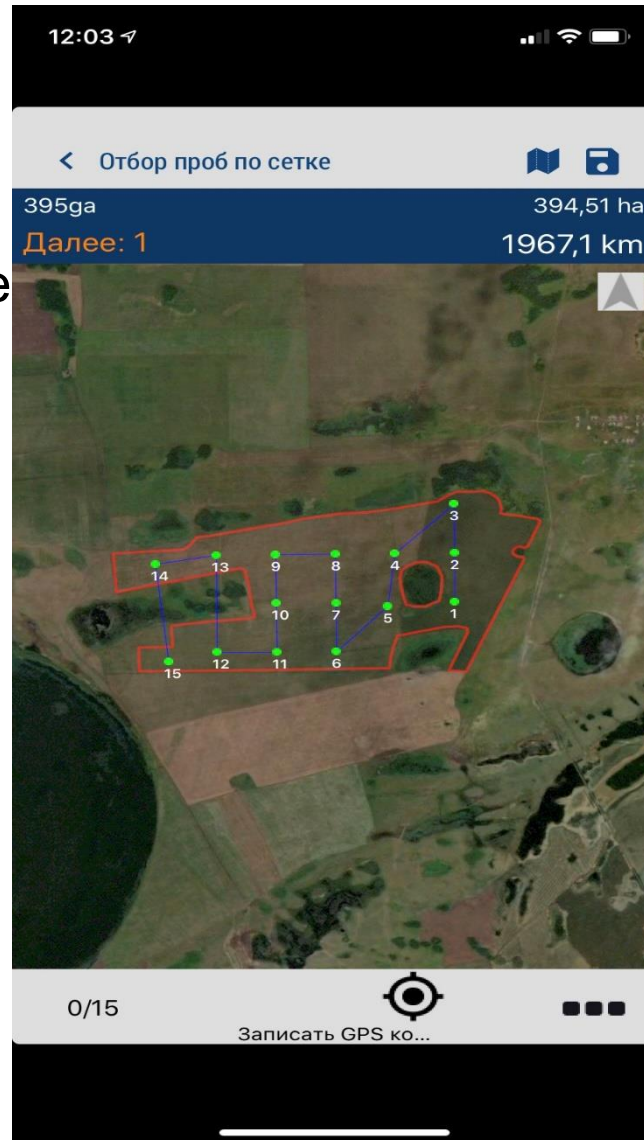 12:03
Отбор проб по сетке
395ga 394,51 ha
Далее: 1 1967,1 km
е
3
14 13 9 8 4 2
10 7 5 1
15 12 11 6
0/15
Записать GPS ко...